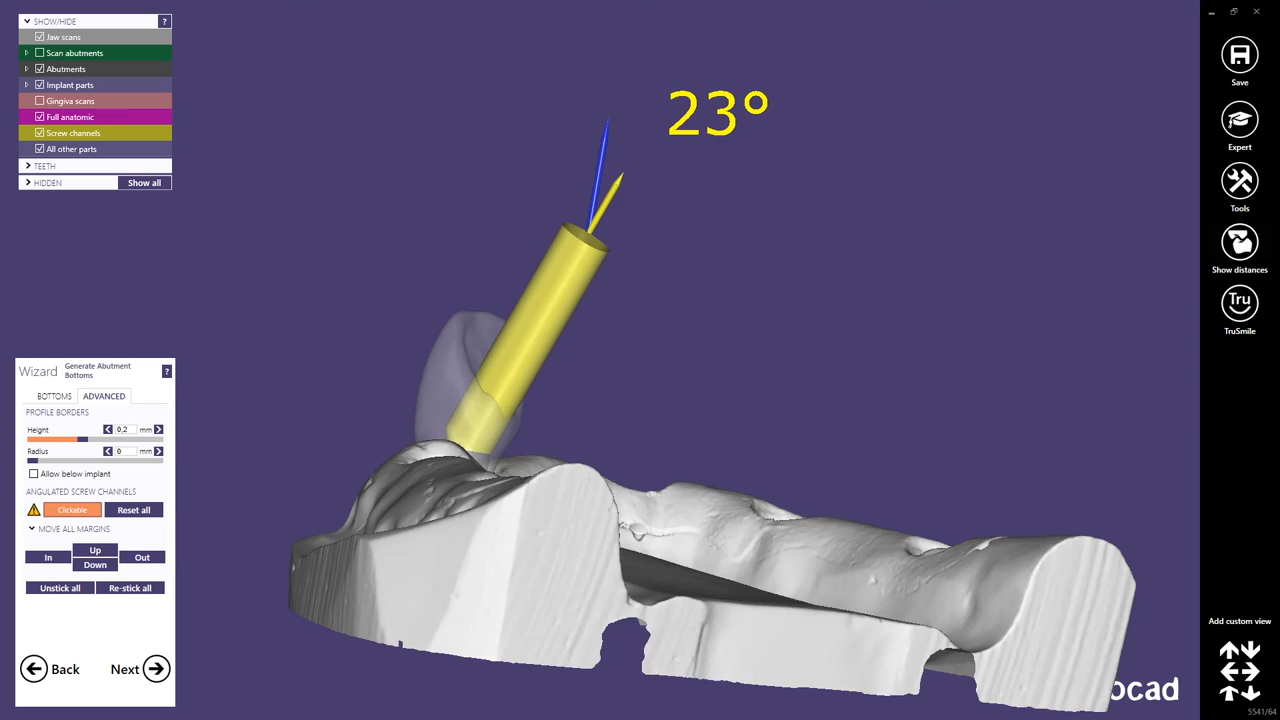 SHOW/HIDE ?
Jaw scans
Scan abutments
Abutments
Implant parts
Gingiva scans
Full anatomic
Screw channels
All other parts
TEETH
HIDDEN Show all
23°
Save
Expert
Tools
Show distances
Tru
TruSmile
Wizard Generate Abutment Bottoms ?
BOTTOMS ADVANCED
PROFILE BORDERS
Height 0,2 mm
Radius 0 mm
Allow below implant
ANGULATED SCREW CHANNELS
Clickable Reset all
MOVE ALL MARGINS
In Up Out
Down
Unstick all Re-stick all
Back Next
Add custom view
ocad
5541/64